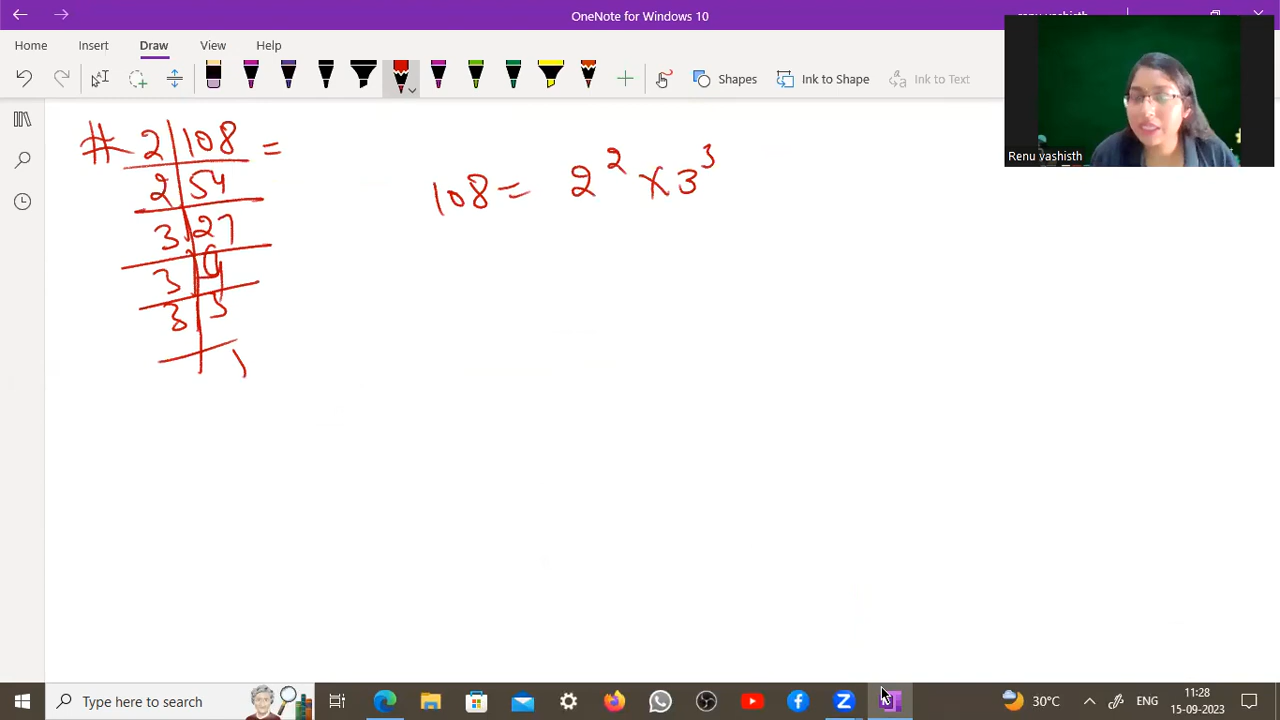 OneNote for Windows 10
renu vashisth
Home Insert Draw View Help
Shapes Ink to Shape Ink to Text
Renu vashisth
# 2 108 =
2 54
3 27
3 9
3 3
1
108 = 2² × 3³
Type here to search
30°C
ENG
11:28
15-09-2023